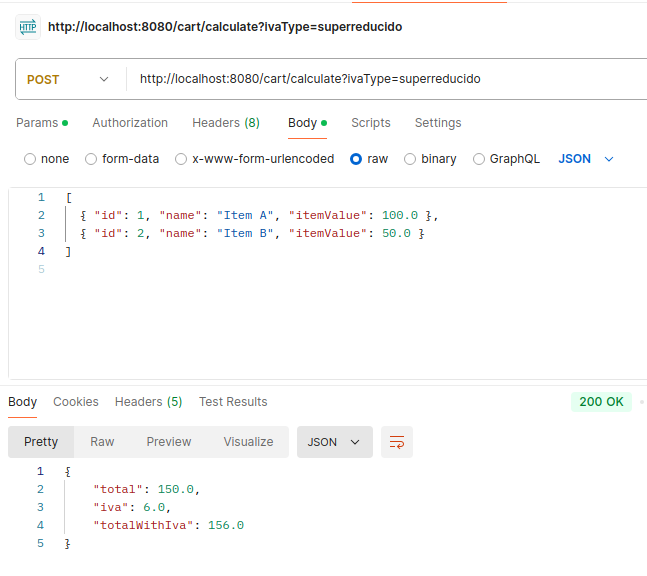 HTTP http://localhost:8080/cart/calculate?ivaType=superreducido
POST http://localhost:8080/cart/calculate?ivaType=superreducido
Params Authorization Headers (8) Body Scripts Settings
none form-data x-www-form-urlencoded raw binary GraphQL JSON
1 [
2 { "id": 1, "name": "Item A", "itemValue": 100.0 },
3 { "id": 2, "name": "Item B", "itemValue": 50.0 }
4 ]
5
Body Cookies Headers (5) Test Results 200 OK
Pretty Raw Preview Visualize JSON
1 {
2 "total": 150.0,
3 "iva": 6.0,
4 "totalWithIva": 156.0
5 }